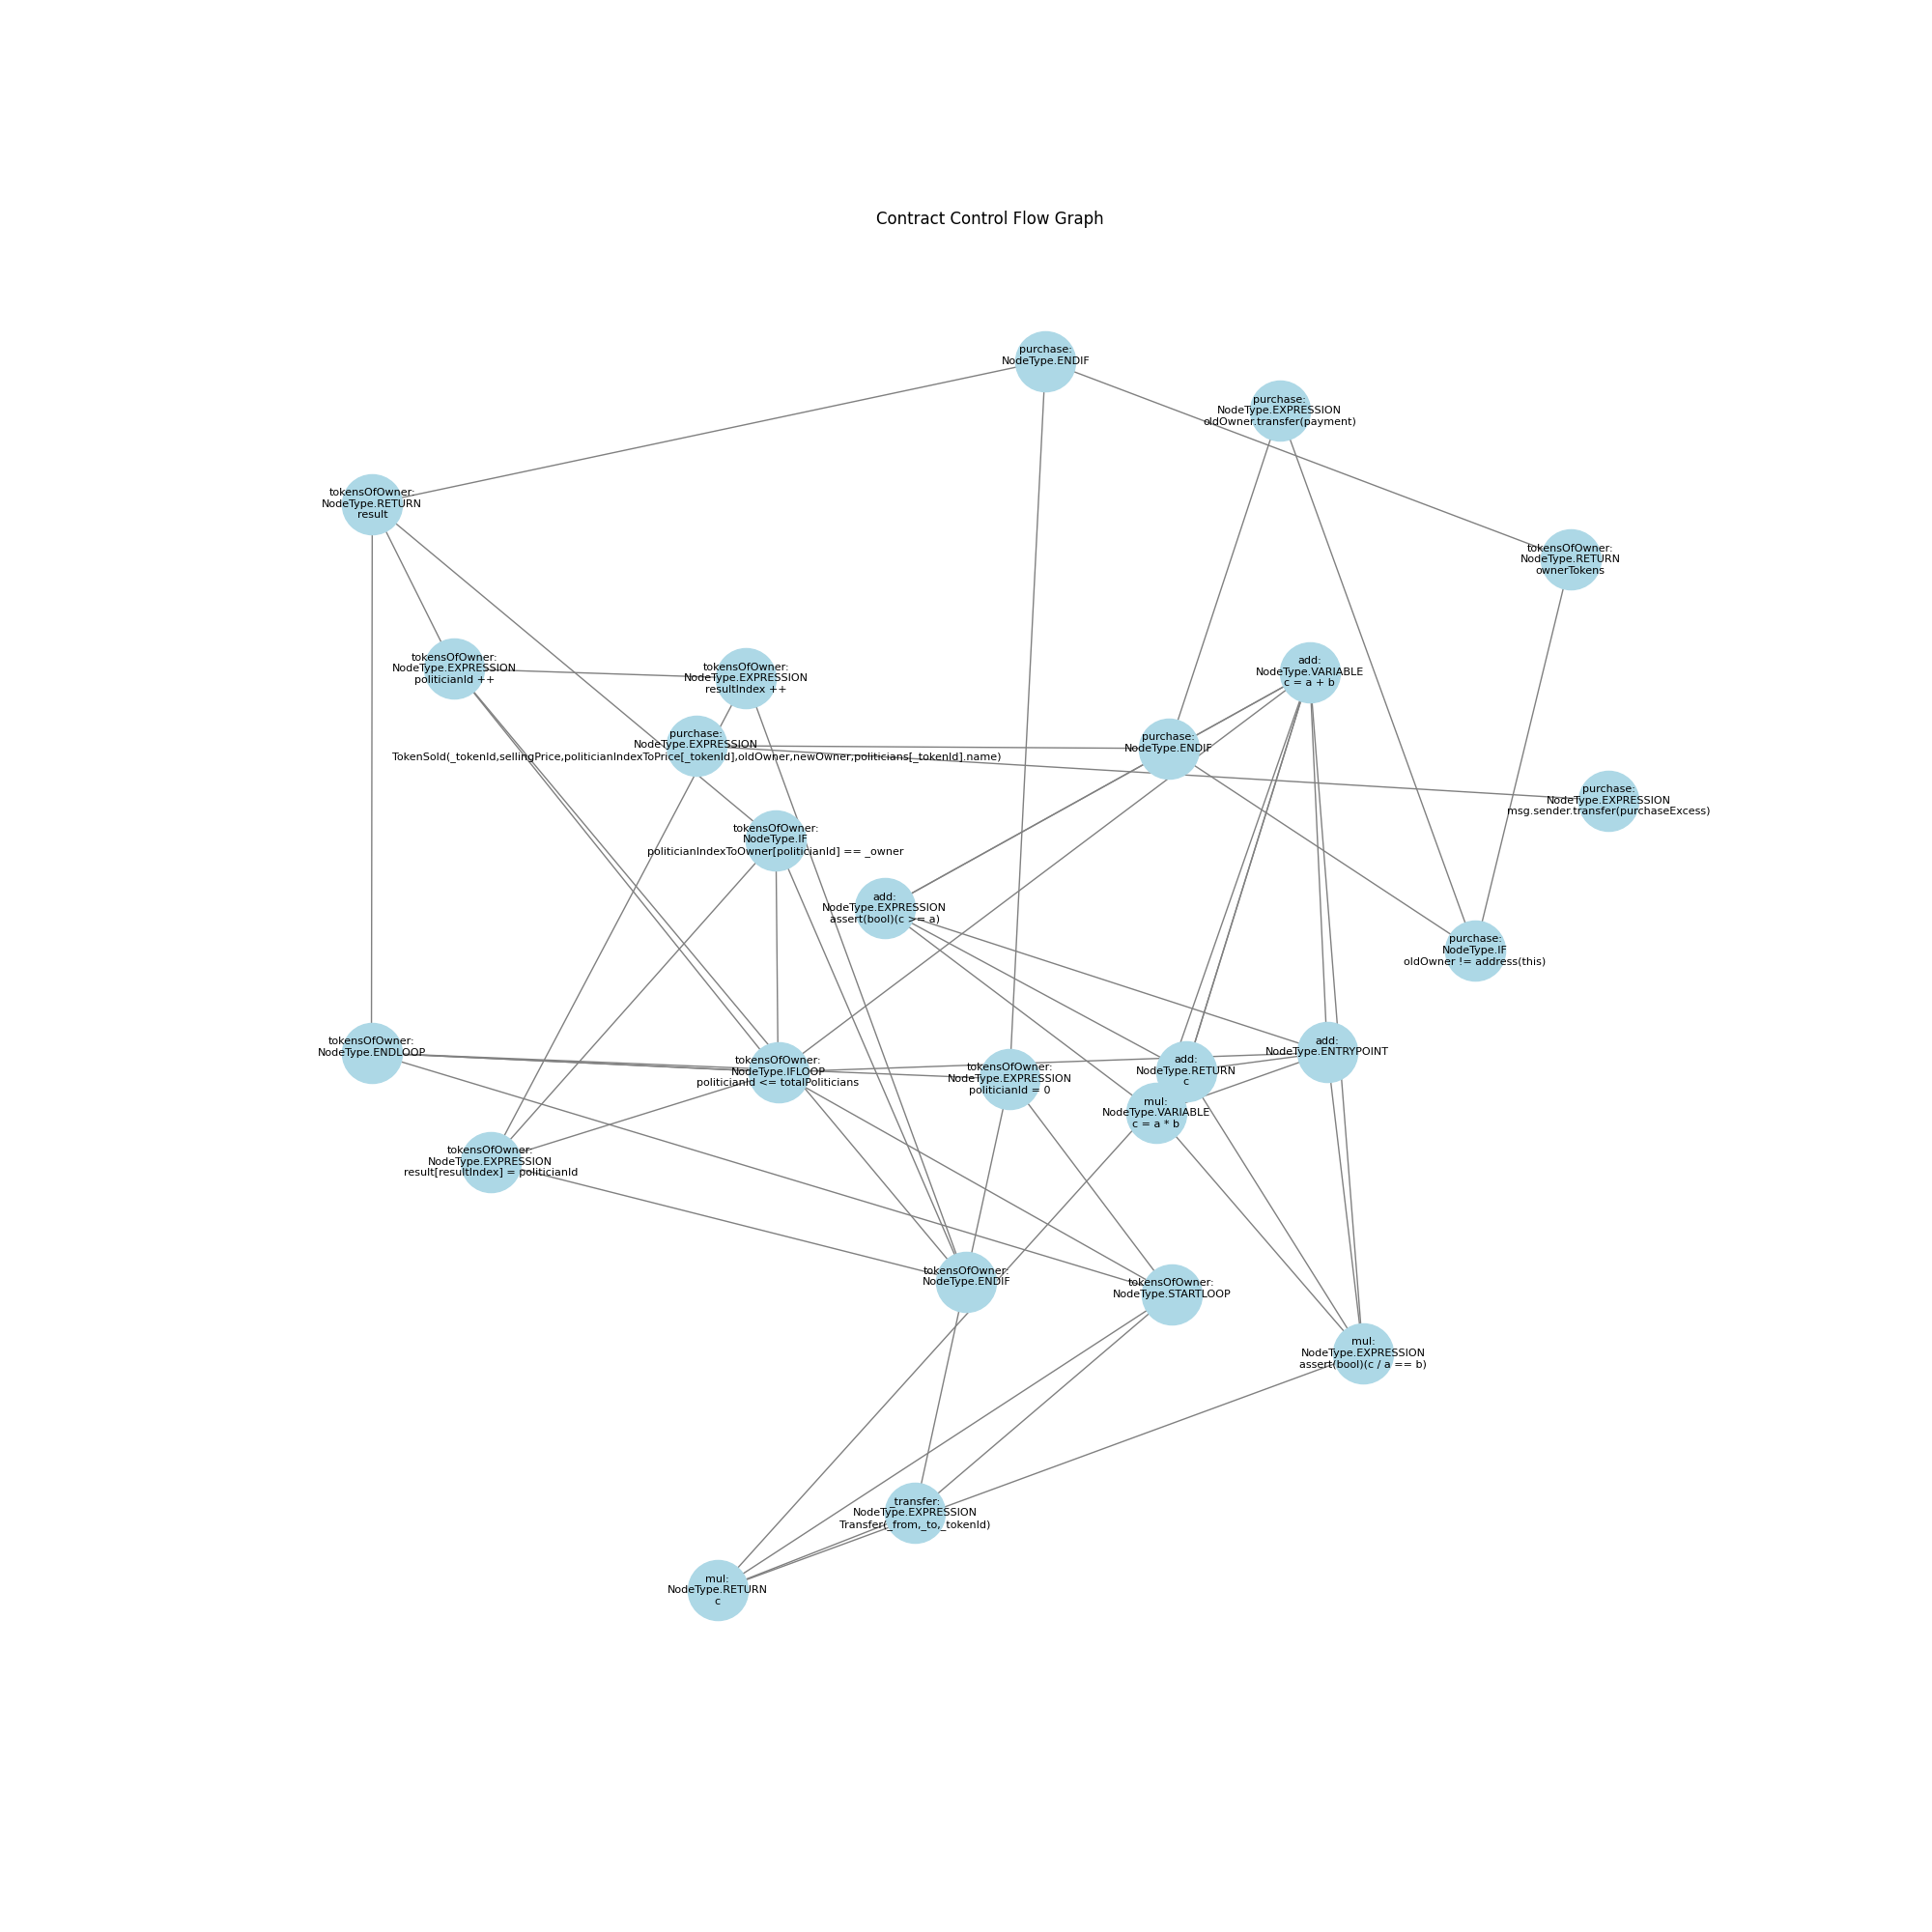 Contract Control Flow Graph
purchase:
NodeType.ENDIF
purchase:
NodeType.EXPRESSION
oldOwner.transfer(payment)
tokensOfOwner:
NodeType.RETURN
result
tokensOfOwner:
NodeType.RETURN
ownerTokens
tokensOfOwner:
NodeType.EXPRESSION
politicianId ++
tokensOfOwner:
NodeType.EXPRESSION
resultIndex ++
add:
NodeType.VARIABLE
c = a + b
purchase:
NodeType.EXPRESSION
TokenSold(_tokenId,sellingPrice,politicianIndexToPrice[_tokenId],oldOwner,newOwner,politicians[_tokenId].name)
purchase:
NodeType.ENDIF
purchase:
NodeType.EXPRESSION
msg.sender.transfer(purchaseExcess)
tokensOfOwner:
NodeType.IF
politicianIndexToOwner[politicianId] == _owner
add:
NodeType.EXPRESSION
assert(bool)(c >= a)
purchase:
NodeType.IF
oldOwner != address(this)
tokensOfOwner:
NodeType.ENDLOOP
tokensOfOwner:
NodeType.IFLOOP
politicianId <= totalPoliticians
tokensOfOwner:
NodeType.EXPRESSION
politicianId = 0
add:
NodeType.RETURN
c
add:
NodeType.ENTRYPOINT
mul:
NodeType.VARIABLE
c = a * b
tokensOfOwner:
NodeType.EXPRESSION
result[resultIndex] = politicianId
tokensOfOwner:
NodeType.ENDIF
tokensOfOwner:
NodeType.STARTLOOP
mul:
NodeType.EXPRESSION
assert(bool)(c / a == b)
_transfer:
NodeType.EXPRESSION
Transfer(_from,_to,_tokenId)
mul:
NodeType.RETURN
c